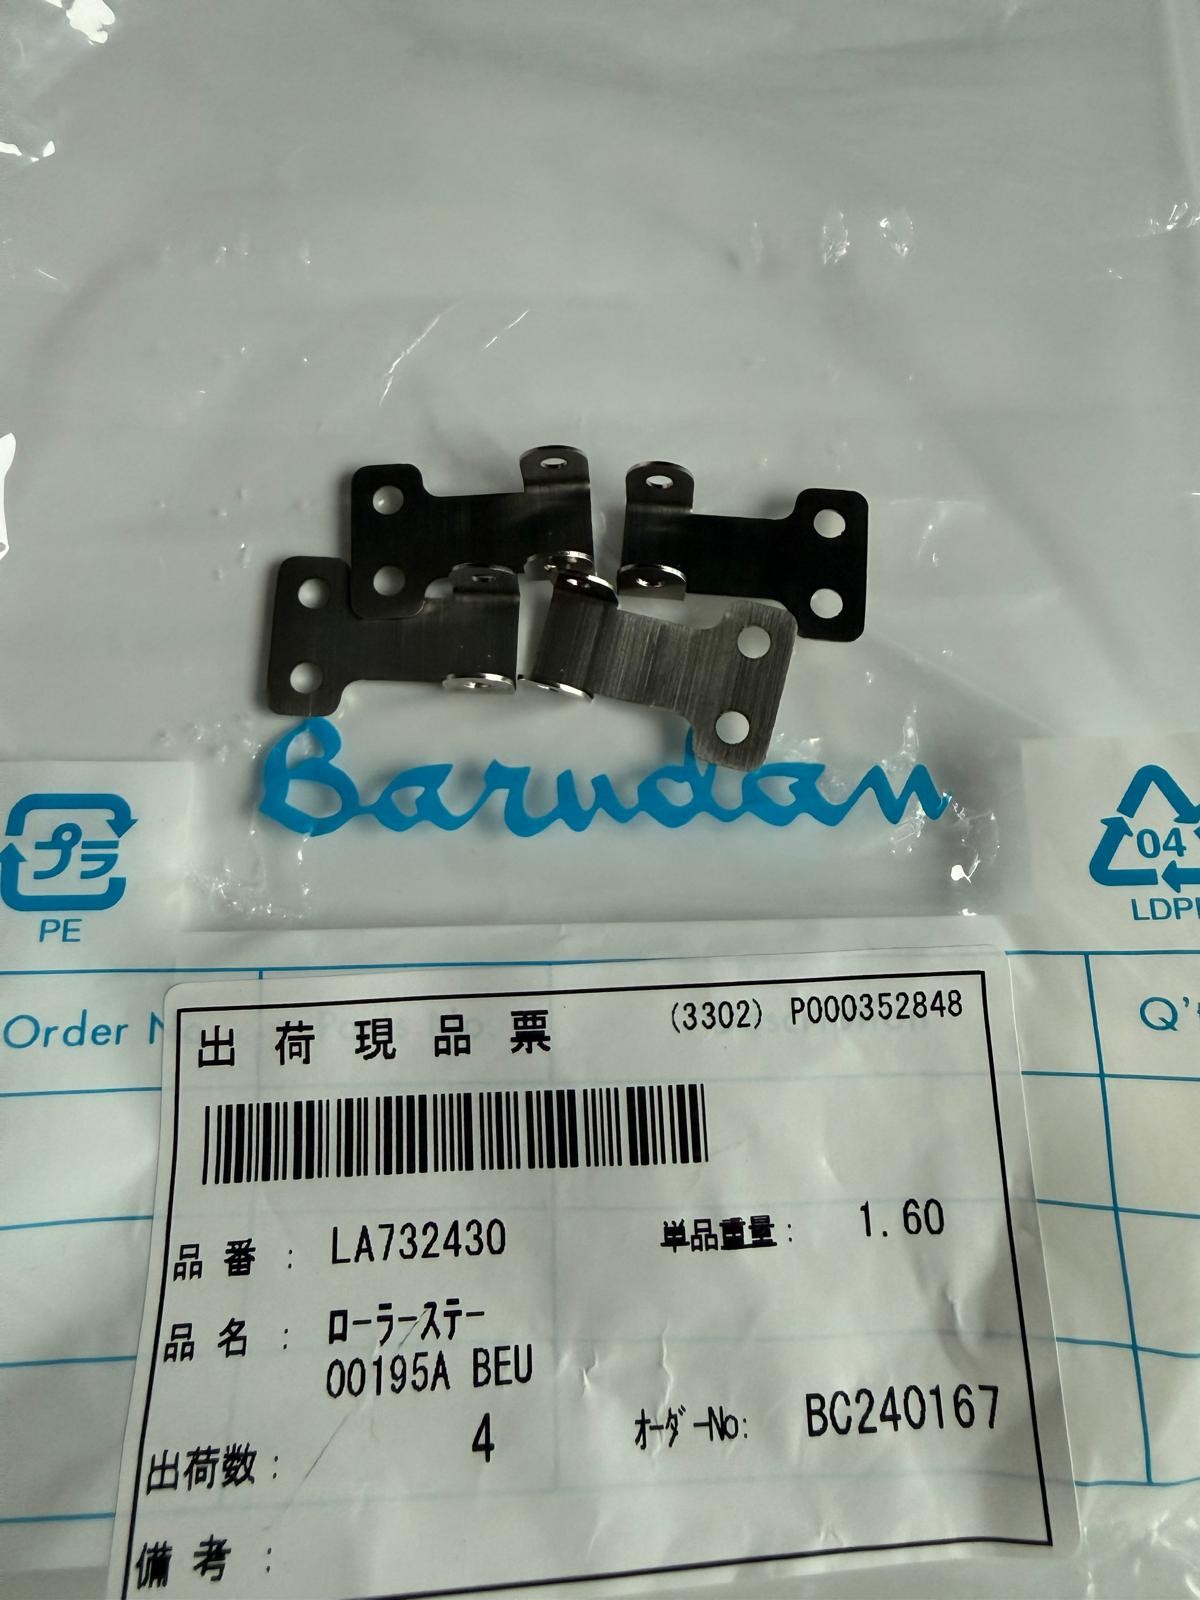 Barudan
プラ
PE
04
LDPE
Order
Q't
出荷現品票
(3302) P000352848
品番: LA732430
単品重量: 1.60
品名: ローラーステー
00195A BEU
出荷数: 4
オーダーNo: BC240167
備考: